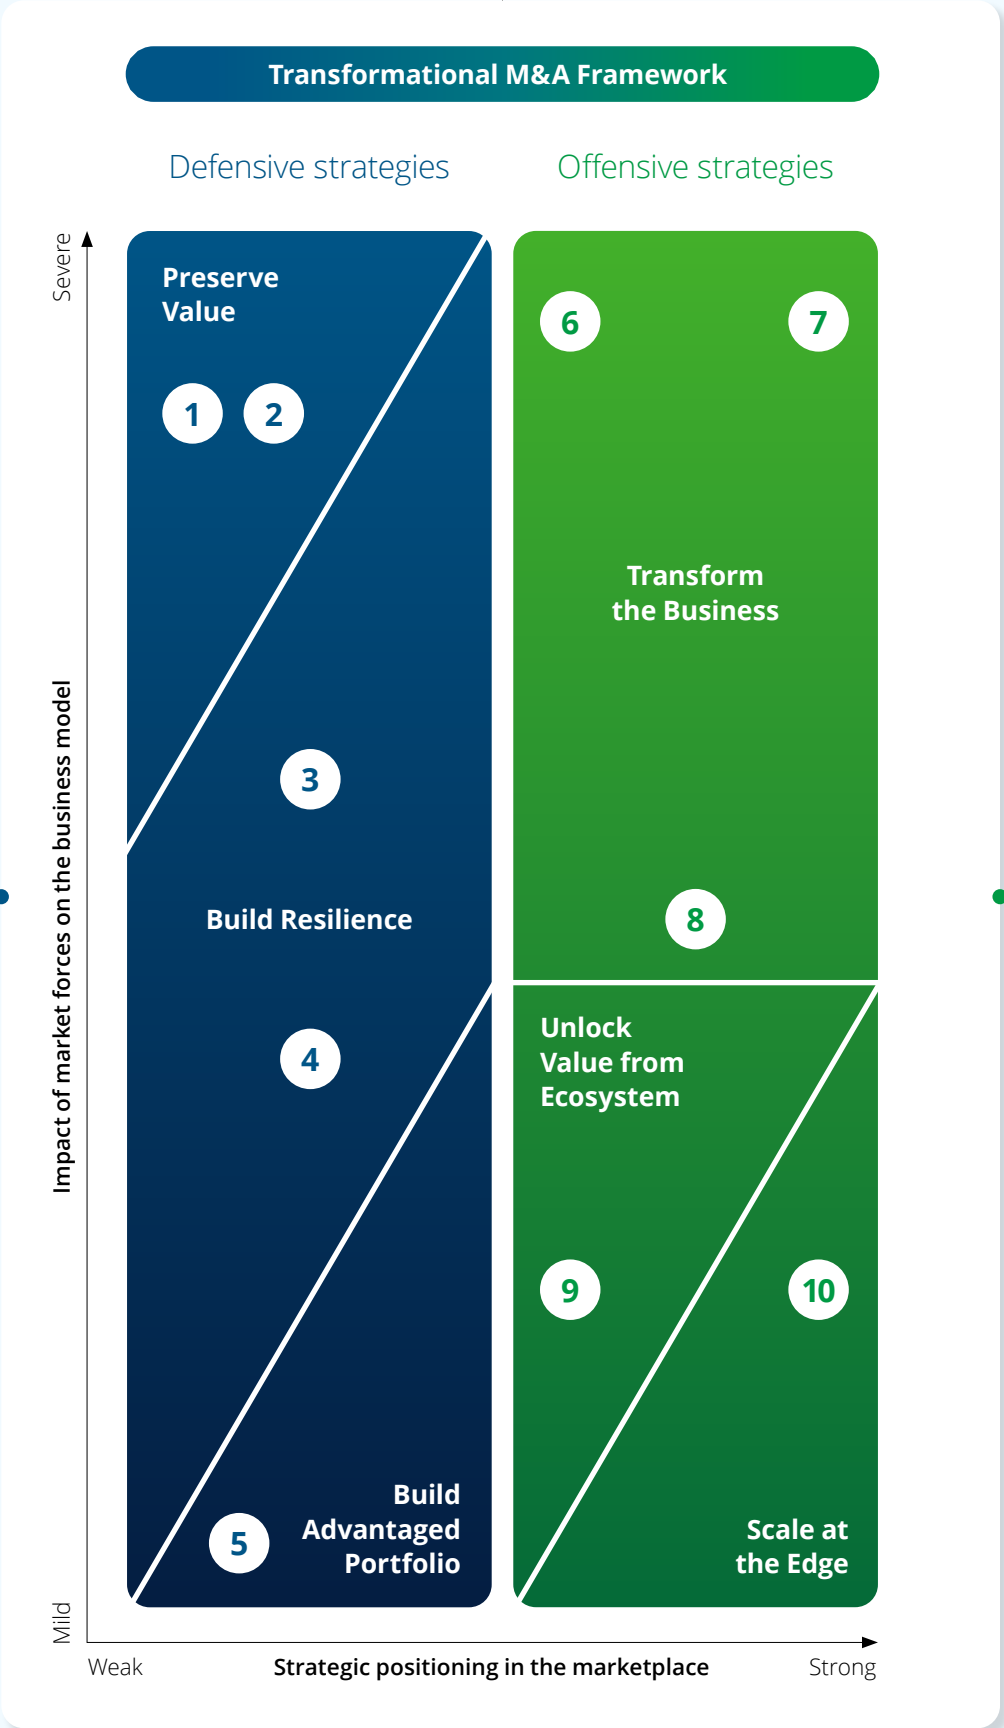 Transformational M&A Framework
Defensive strategies
Offensive strategies
Severe
Impact of market forces on the business model
Mild
Preserve
Value
1
2
3
Build Resilience
4
5
Build
Advantaged
Portfolio
6
7
Transform
the Business
8
Unlock
Value from
Ecosystem
9
10
Scale at
the Edge
Weak
Strategic positioning in the marketplace
Strong